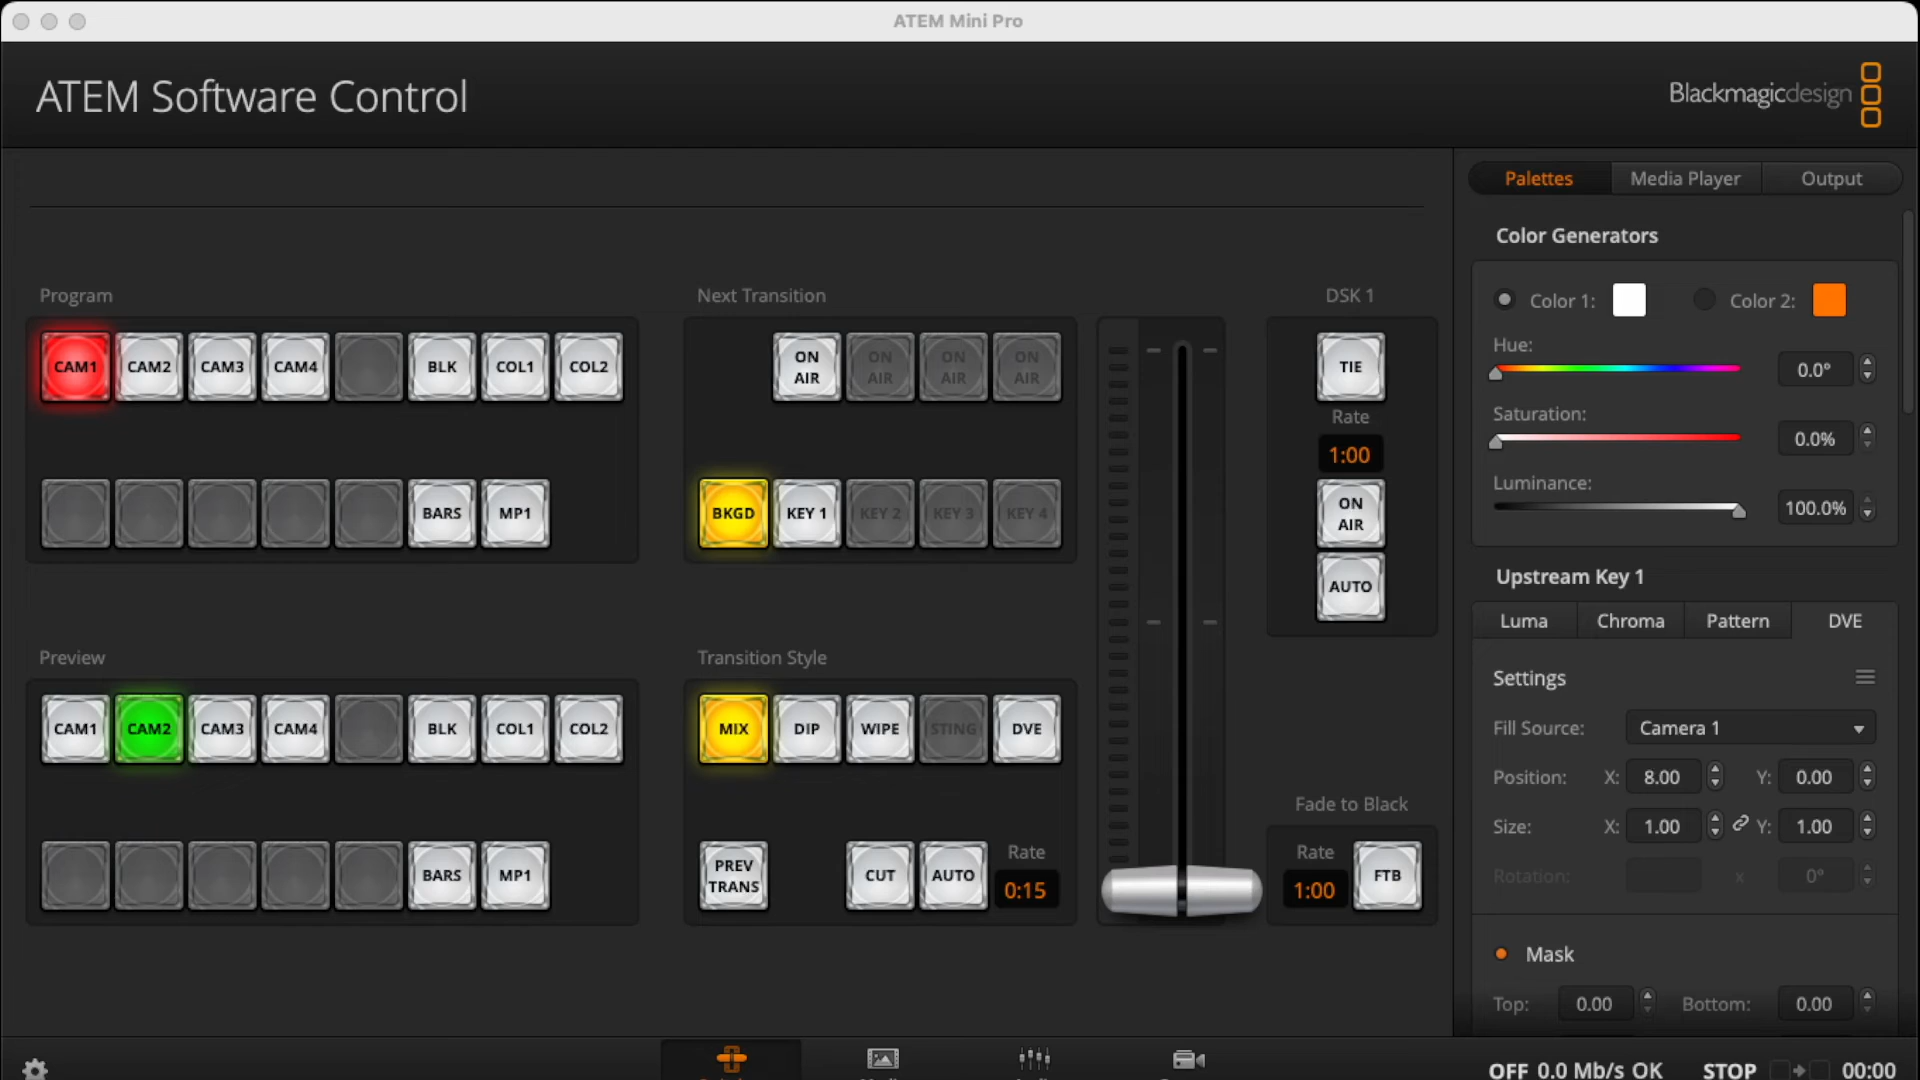 ATEM Mini Pro
ATEM Software Control
Blackmagicdesign
Palettes
Media Player
Output
Color Generators
Color 1:
Color 2:
Hue:
0.0°
Saturation:
0.0%
Luminance:
100.0%
Program
CAM1 CAM2 CAM3 CAM4 BLK COL1 COL2
BARS MP1
Next Transition
ON AIR ON AIR ON AIR ON AIR
BKGD KEY 1 KEY 2 KEY 3 KEY 4
DSK 1
TIE
Rate
1:00
ON AIR
AUTO
Preview
CAM1 CAM2 CAM3 CAM4 BLK COL1 COL2
BARS MP1
Transition Style
MIX DIP WIPE STING DVE
PREV TRANS
CUT
AUTO
Rate
0:15
Fade to Black
Rate
1:00
FTB
Upstream Key 1
Luma Chroma Pattern DVE
Settings
Fill Source: Camera 1
Position: X: 8.00 Y: 0.00
Size: X: 1.00 Y: 1.00
Rotation: x 0°
Mask
Top: 0.00 Bottom: 0.00
OFF 0.0 Mb/s OK STOP 00:00